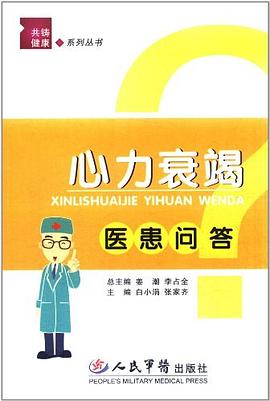 共铸
健康
系列丛书
心力衰竭
XINLISHUAIJIE YIHUAN WENDA
医患问答
总主编 姜潮 李占全
主编 白小涓 张家齐
人民军医出版社
PEOPLE'S MILITARY MEDICAL PRESS